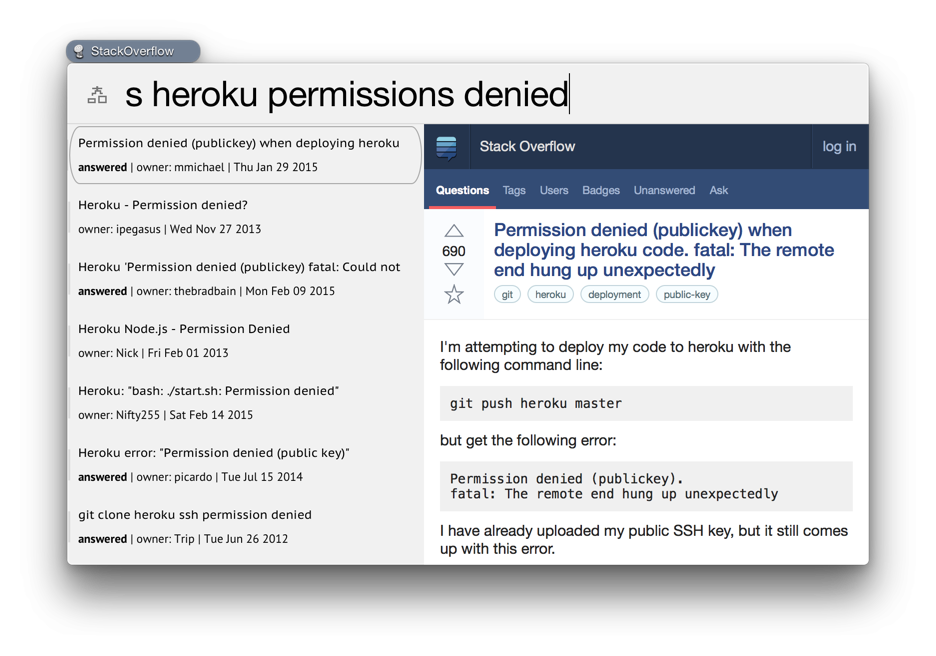 StackOverflow
s heroku permissions denied
Permission denied (publickey) when deploying heroku
answered | owner: mmichael | Thu Jan 29 2015
Heroku - Permission denied?
owner: ipegasus | Wed Nov 27 2013
Heroku 'Permission denied (publickey) fatal: Could not
answered | owner: thebradbain | Mon Feb 09 2015
Heroku Node.js - Permission Denied
owner: Nick | Fri Feb 01 2013
Heroku: "bash: ./start.sh: Permission denied"
owner: Nifty255 | Sat Feb 14 2015
Heroku error: "Permission denied (public key)"
answered | owner: picardo | Tue Jul 15 2014
git clone heroku ssh permission denied
answered | owner: Trip | Tue Jun 26 2012
Stack Overflow log in
Questions Tags Users Badges Unanswered Ask
690
Permission denied (publickey) when
deploying heroku code. fatal: The remote
end hung up unexpectedly
git heroku deployment public-key
I'm attempting to deploy my code to heroku with the
following command line:
git push heroku master
but get the following error:
Permission denied (publickey).
fatal: The remote end hung up unexpectedly
I have already uploaded my public SSH key, but it still comes
up with this error.